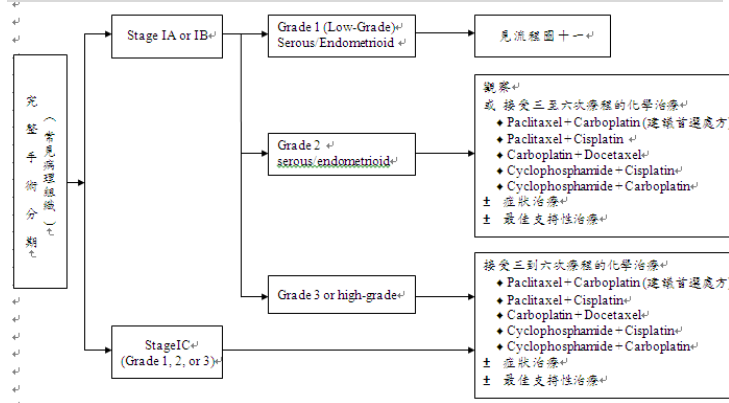 完整手術分期
（常見病理組織）
Stage IA or IB
Grade 1 (Low-Grade)
Serous/Endometrioid
見流程圖十一
Grade 2
serous/endometrioid
觀察
或 接受三至六次療程的化學治療
♦ Paclitaxel + Carboplatin (建議首選處方)
♦ Paclitaxel + Cisplatin
♦ Carboplatin + Docetaxel
♦ Cyclophosphamide + Cisplatin
♦ Cyclophosphamide + Carboplatin
± 症狀治療
± 最佳支持性治療
Grade 3 or high-grade
StageIC
(Grade 1, 2, or 3)
接受三到六次療程的化學治療
♦ Paclitaxel + Carboplatin (建議首選處方)
♦ Paclitaxel + Cisplatin
♦ Carboplatin + Docetaxel
♦ Cyclophosphamide + Cisplatin
♦ Cyclophosphamide + Carboplatin
± 症狀治療
± 最佳支持性治療